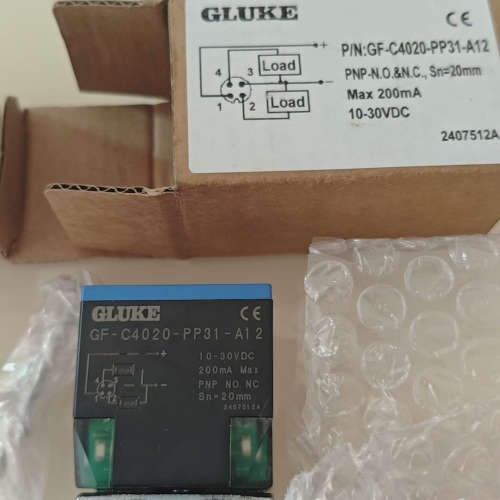 GLUKE CE
P/N:GF-C4020-PP31-A12
PNP-N.O.&N.C., Sn=20mm
Max 200mA
10-30VDC
2407512A
4 3 Load +
1 2 Load -
GLUKE CE
GF-C4020-PP31-A12
10-30VDC
200mA Max
PNP NO.NC
Sn=20mm
2407512A